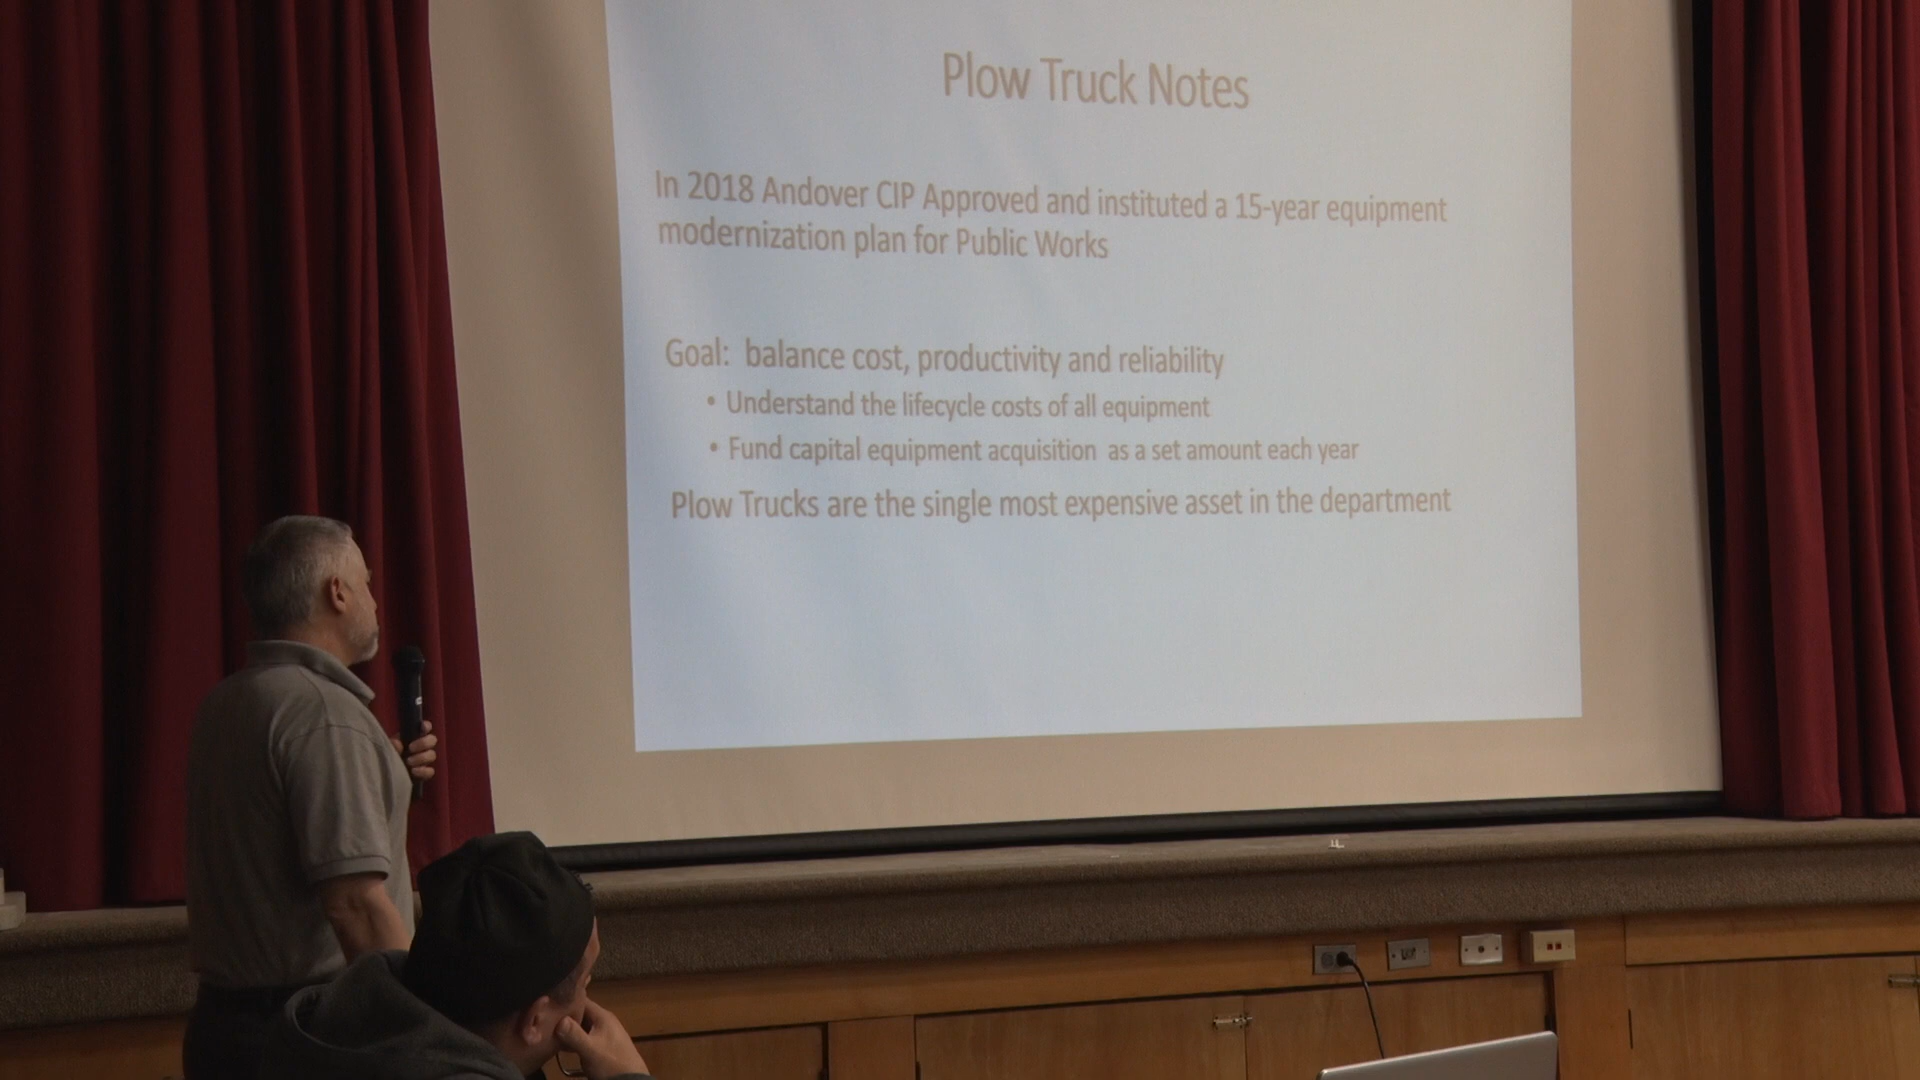 Plow Truck Notes
In 2018 Andover CIP Approved and instituted a 15-year equipment
modernization plan for Public Works
Goal: balance cost, productivity and reliability
• Understand the lifecycle costs of all equipment
• Fund capital equipment acquisition as a set amount each year
Plow Trucks are the single most expensive asset in the department